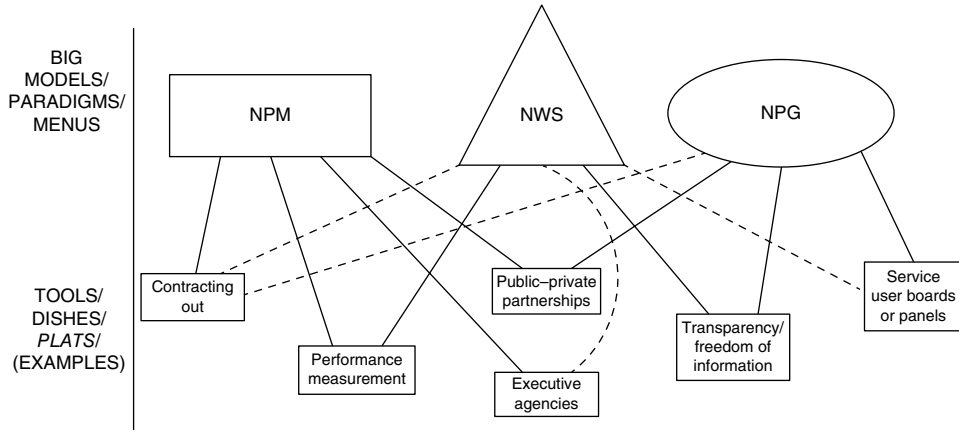 BIG
MODELS/
PARADIGMS/
MENUS
NPM
NWS
NPG
TOOLS/
DISHES/
PLATS/
(EXAMPLES)
Contracting
out
Performance
measurement
Public–private
partnerships
Executive
agencies
Transparency/
freedom of
information
Service
user boards
or panels